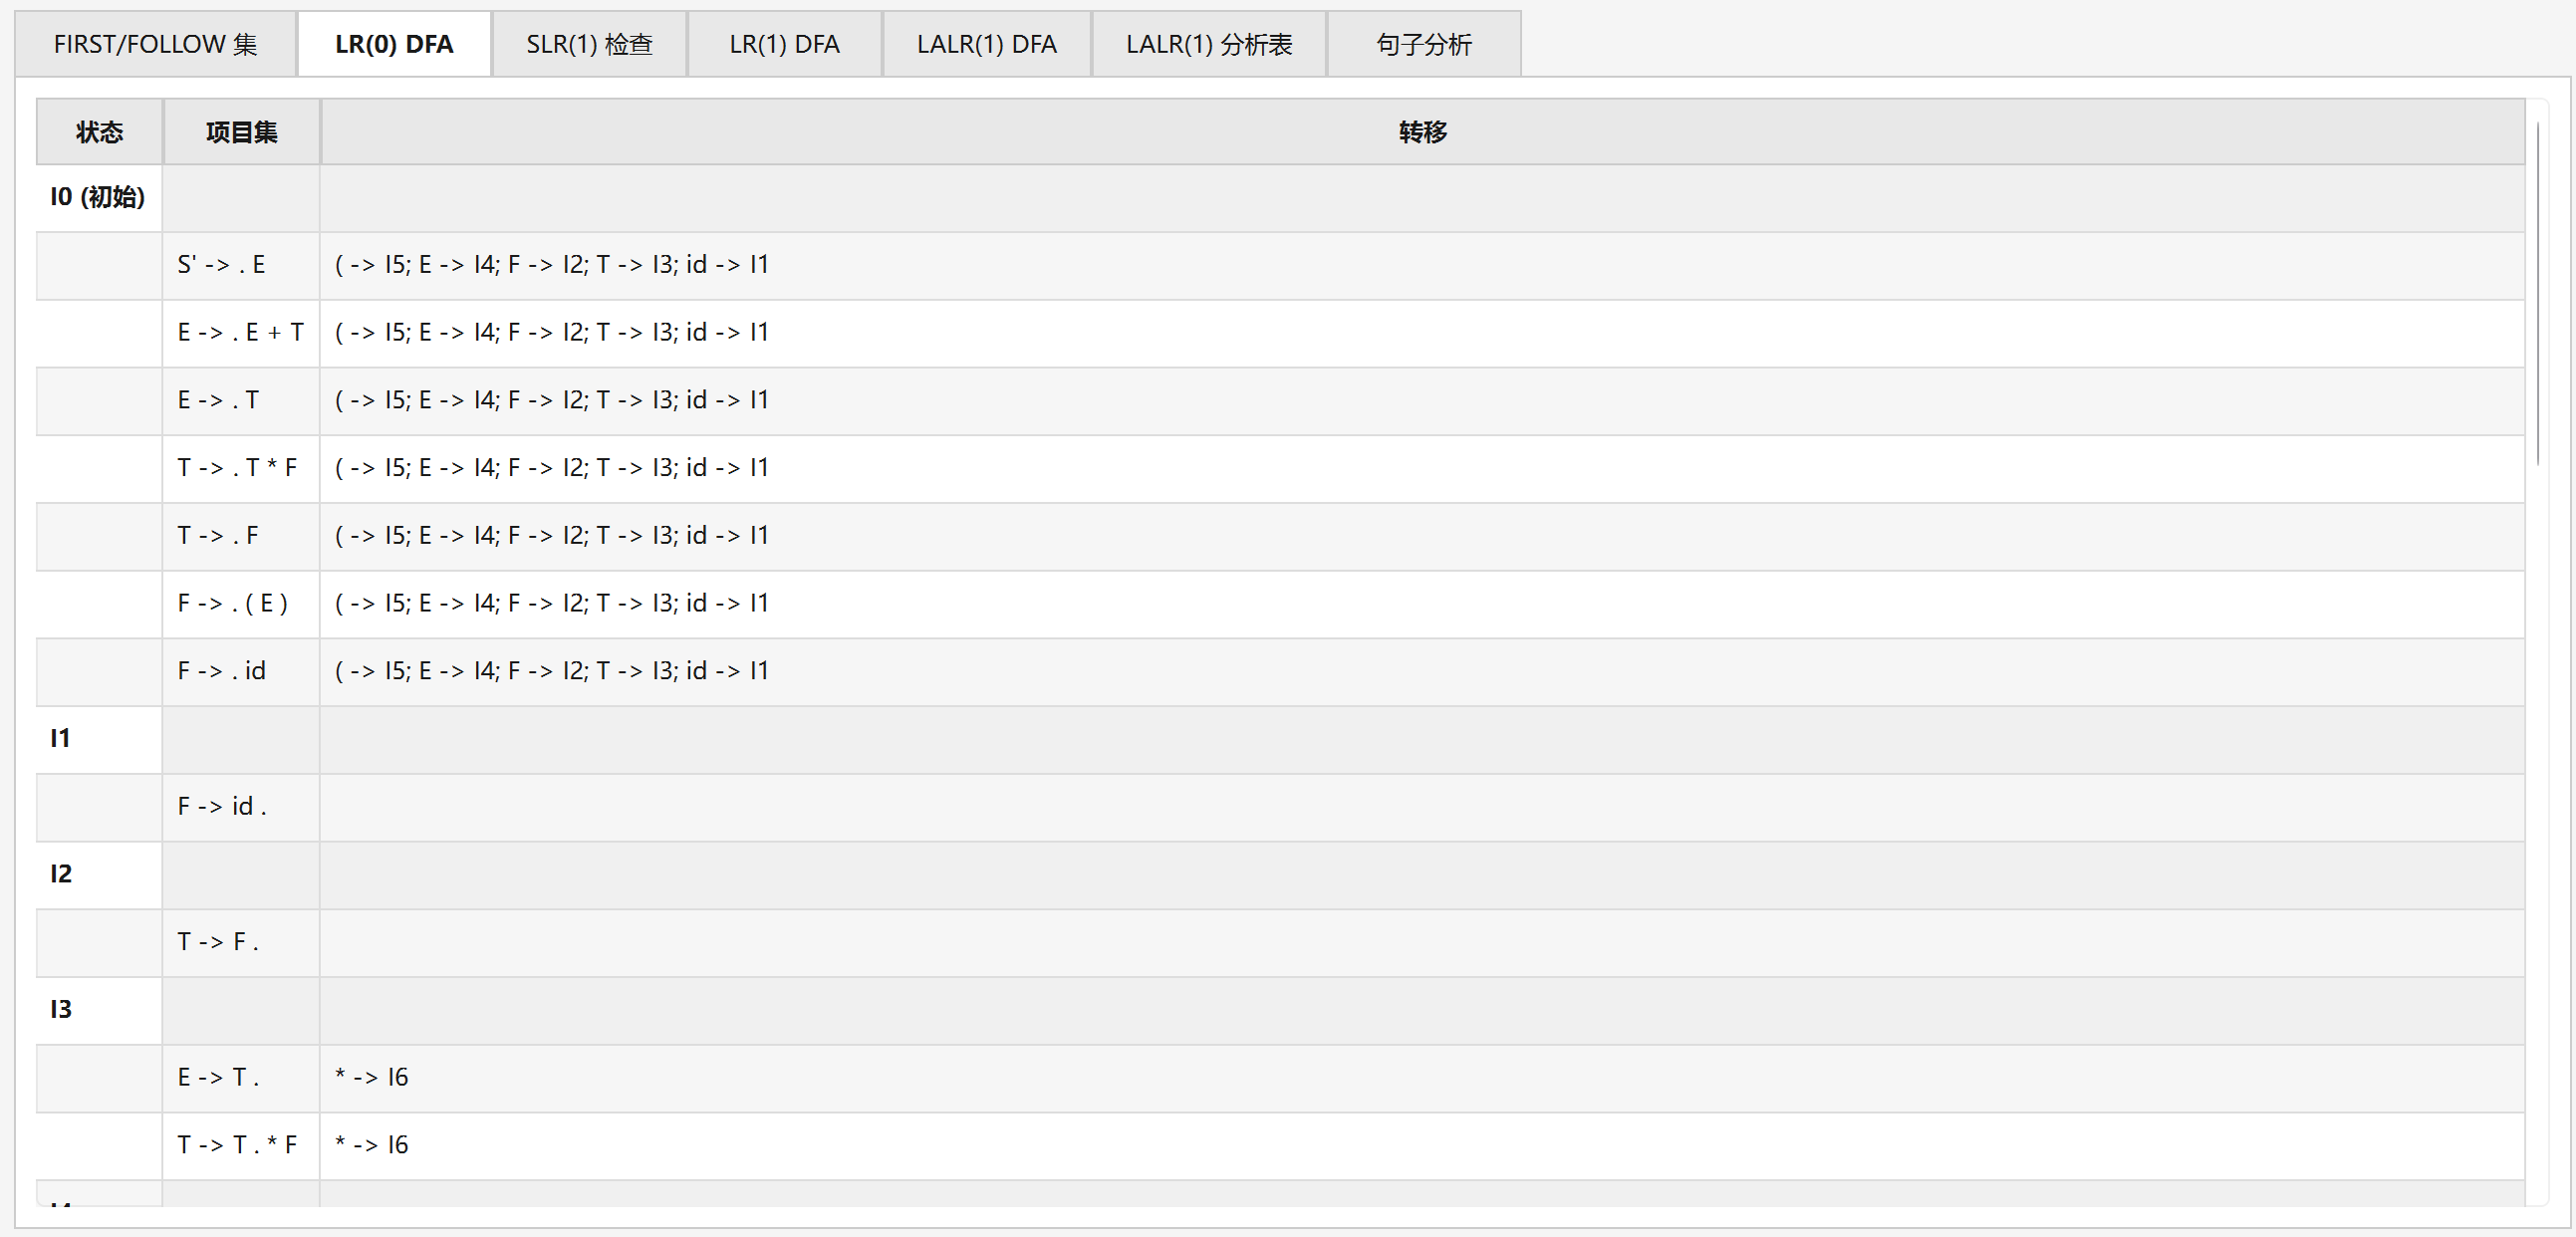 FIRST/FOLLOW 集 LR(0) DFA SLR(1) 检查 LR(1) DFA LALR(1) DFA LALR(1) 分析表 句子分析
状态 项目集 转移
I0 (初始)
S' -> . E ( -> I5; E -> I4; F -> I2; T -> I3; id -> I1
E -> . E + T ( -> I5; E -> I4; F -> I2; T -> I3; id -> I1
E -> . T ( -> I5; E -> I4; F -> I2; T -> I3; id -> I1
T -> . T * F ( -> I5; E -> I4; F -> I2; T -> I3; id -> I1
T -> . F ( -> I5; E -> I4; F -> I2; T -> I3; id -> I1
F -> . ( E ) ( -> I5; E -> I4; F -> I2; T -> I3; id -> I1
F -> . id ( -> I5; E -> I4; F -> I2; T -> I3; id -> I1
I1
F -> id .
I2
T -> F .
I3
E -> T . * -> I6
T -> T . * F * -> I6